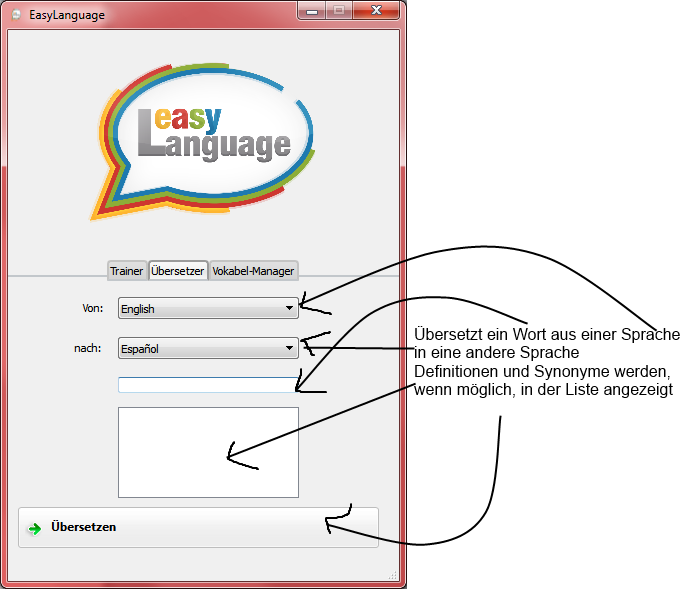 EasyLanguage
easy
Language
Trainer Übersetzer Vokabel-Manager
Von: English
nach: Español
Übersetzt ein Wort aus einer Sprache
in eine andere Sprache
Definitionen und Synonyme werden,
wenn möglich, in der Liste angezeigt
Übersetzen